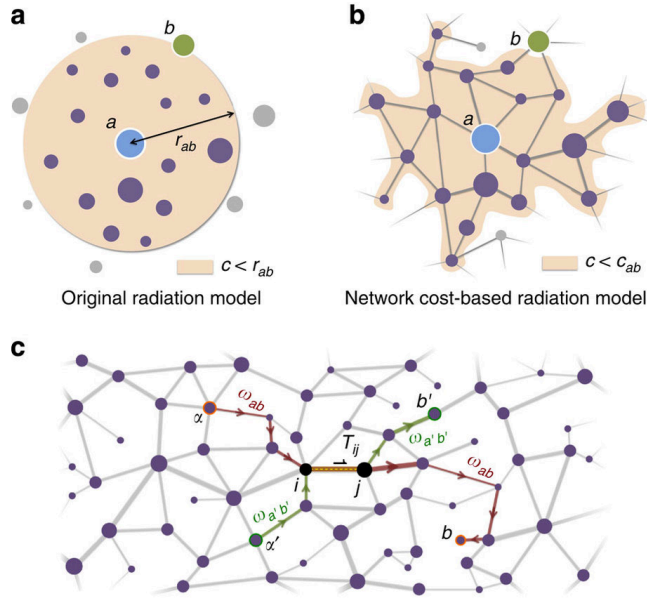 a
b
a
r_ab
c < r_ab
Original radiation model
b
b
a
c < c_ab
Network cost-based radiation model
c
α
ω_ab
b'
ω_a'b'
T_ij
i
j
ω_ab
ω_a'b'
α'
b